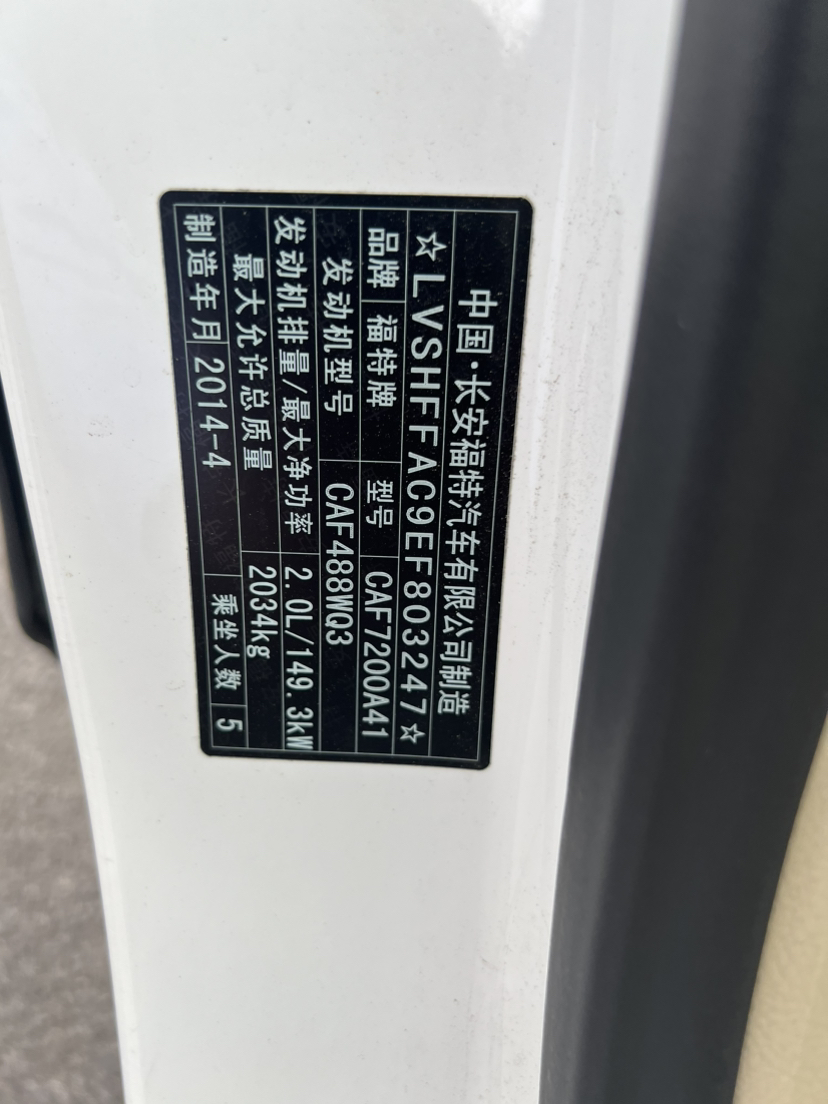 中国·长安福特汽车有限公司制造
☆LVSHFFAC9EF803247☆
品牌 福特牌 型号 CAF7200A41
发动机型号 CAF488WQ3
发动机排量/最大净功率 2.0L/149.3kW
最大允许总质量 2034kg
制造年月 2014-4 乘坐人数 5